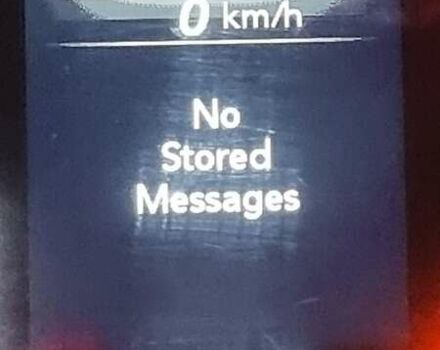 0 km/h
No
Stored
Messages